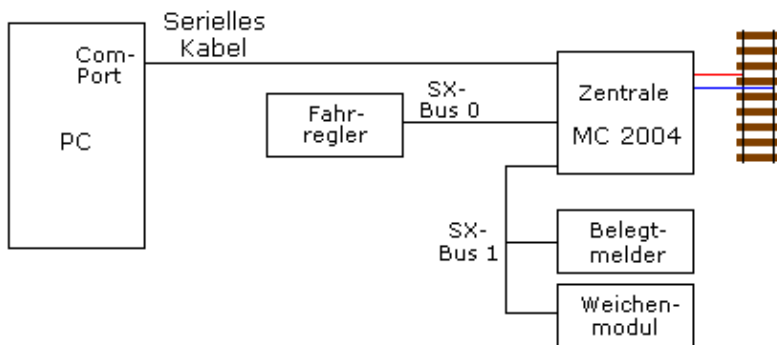 Serielles
Kabel
Com-
Port
PC
SX-
Bus 0
Fahr-
regler
Zentrale
MC 2004
SX-
Bus 1
Belegt-
melder
Weichen-
modul